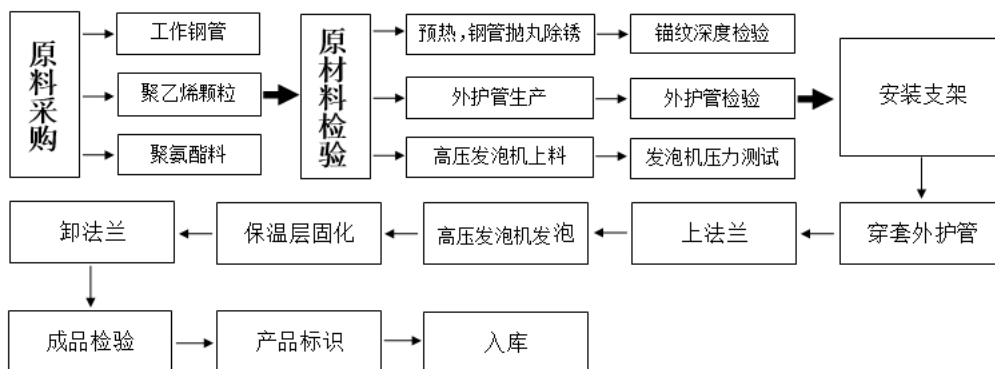 原料采购
工作钢管
聚乙烯颗粒
聚氨酯料
原材料检验
预热,钢管抛丸除锈
锚纹深度检验
外护管生产
外护管检验
高压发泡机上料
发泡机压力测试
安装支架
穿套外护管
上法兰
高压发泡机发泡
保温层固化
卸法兰
成品检验
产品标识
入库